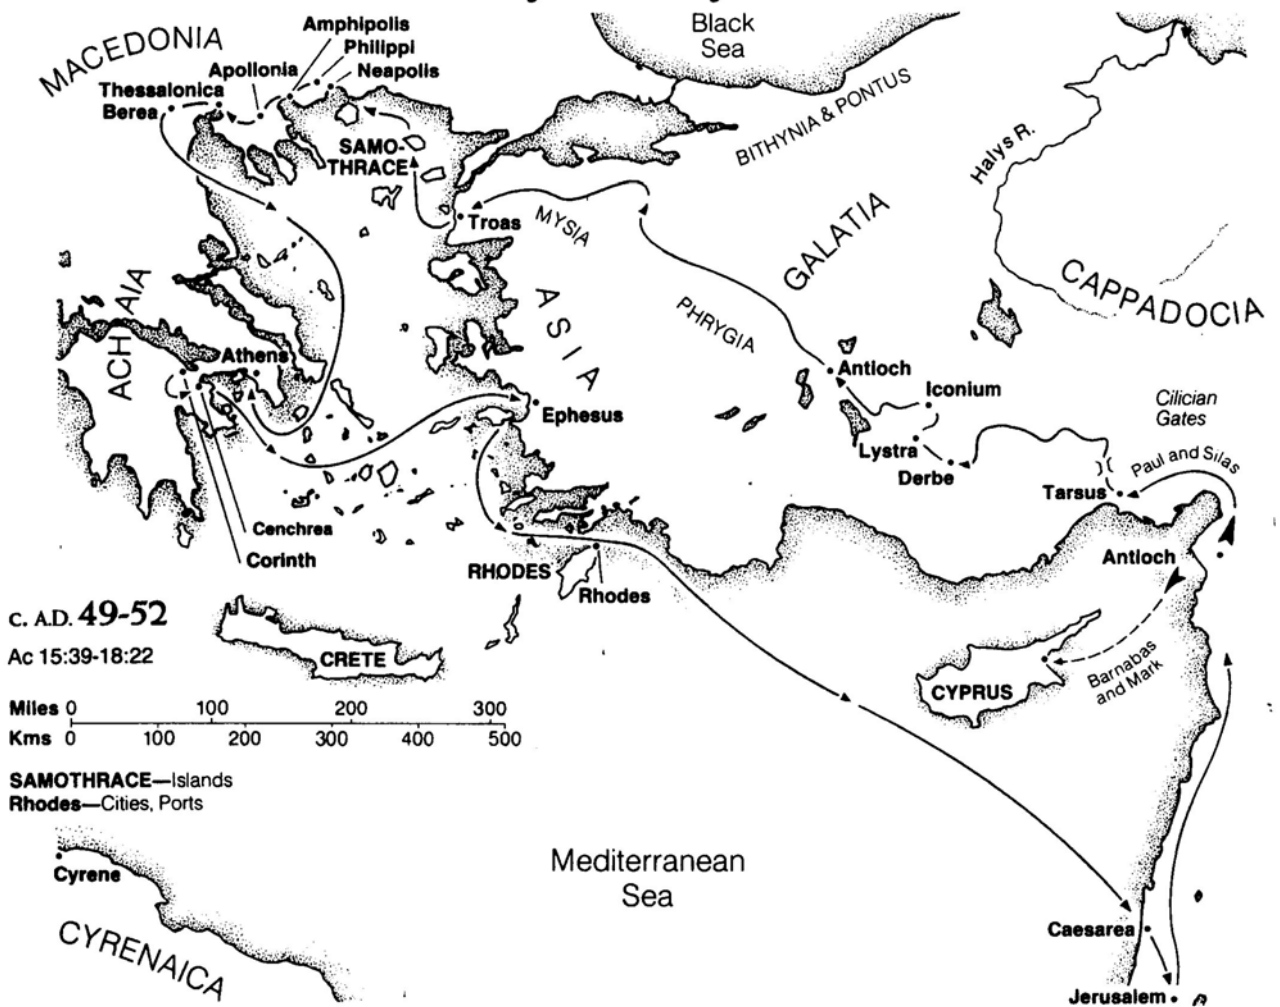 Black
Sea
MACEDONIA
Amphipolis
Philippi
Neapolis
Apollonia
Thessalonica
Berea
SAMO-
THRACE
BITHYNIA & PONTUS
Halys R.
Troas
MYSIA
GALATIA
CAPPADOCIA
PHRYGIA
ASIA
ACHAIA
Athens
Antioch
Iconium
Ephesus
Cilician
Gates
Lystra
Derbe
Paul and Silas
Tarsus
Cenchrea
Corinth
Antioch
RHODES
Rhodes
c. A.D. 49-52
Ac 15:39-18:22
CRETE
CYPRUS
Barnabas
and Mark
Miles 0 100 200 300
Kms 0 100 200 300 400 500
SAMOTHRACE—Islands
Rhodes—Cities, Ports
Mediterranean
Sea
Cyrene
CYRENAICA
Caesarea
Jerusalem